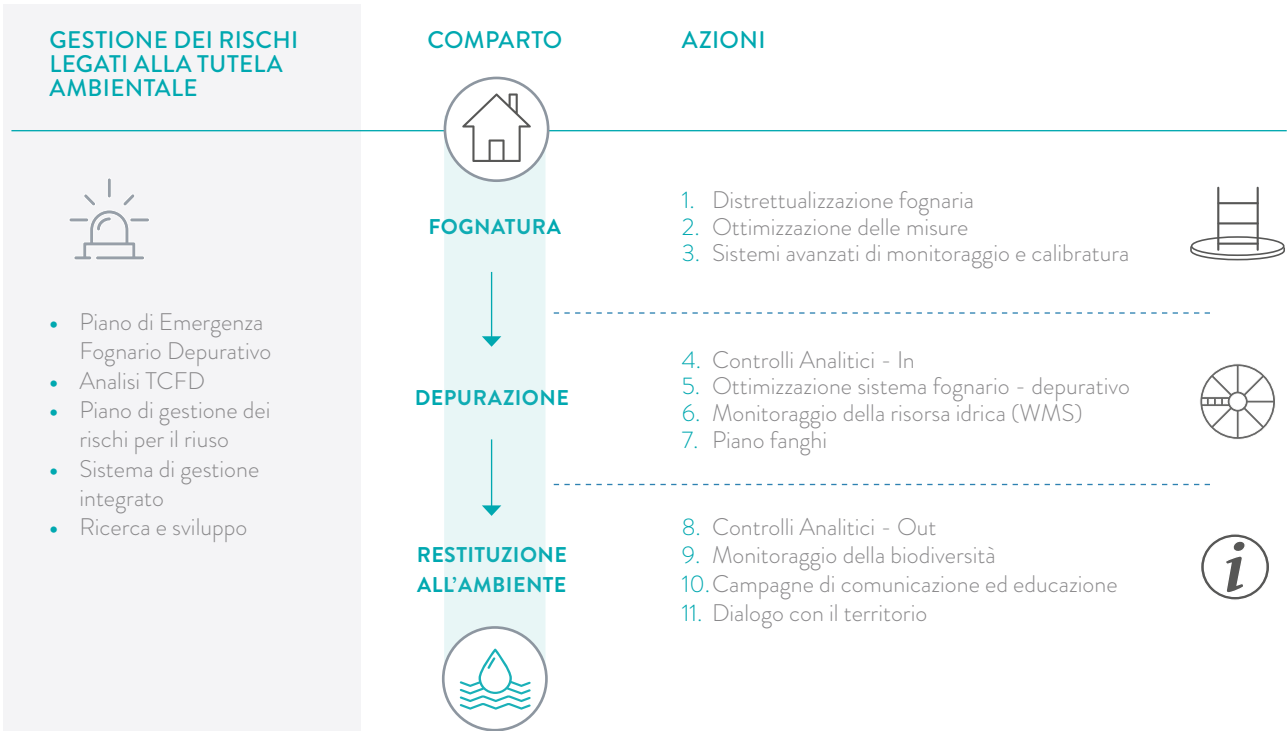 GESTIONE DEI RISCHI
LEGATI ALLA TUTELA
AMBIENTALE
• Piano di Emergenza
Fognario Depurativo
• Analisi TCFD
• Piano di gestione dei
rischi per il riuso
• Sistema di gestione
integrato
• Ricerca e sviluppo
COMPARTO
FOGNATURA
DEPURAZIONE
RESTITUZIONE
ALL'AMBIENTE
AZIONI
1. Distrettualizzazione fognaria
2. Ottimizzazione delle misure
3. Sistemi avanzati di monitoraggio e calibratura
4. Controlli Analitici - In
5. Ottimizzazione sistema fognario - depurativo
6. Monitoraggio della risorsa idrica (WMS)
7. Piano fanghi
8. Controlli Analitici - Out
9. Monitoraggio della biodiversità
10. Campagne di comunicazione ed educazione
11. Dialogo con il territorio
i